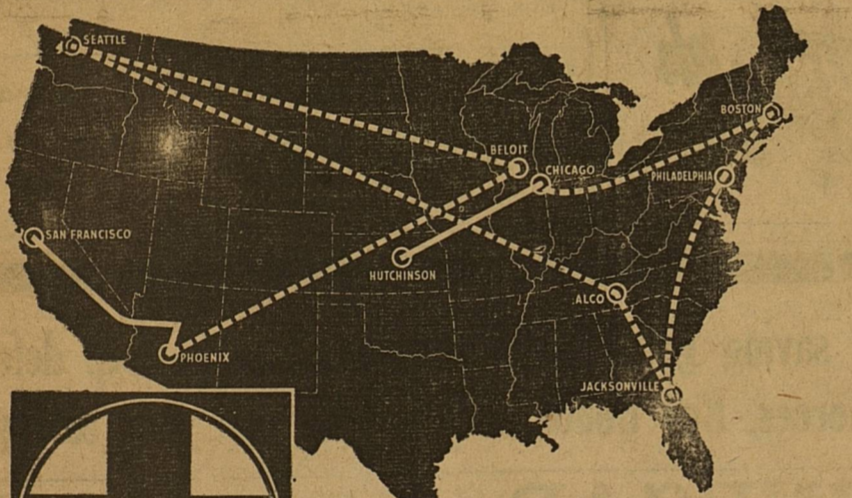 SEATTLE
BOSTON
BELOIT
CHICAGO
PHILADELPHIA
SAN FRANCISCO
HUTCHINSON
ALCO
PHOENIX
JACKSONVILLE